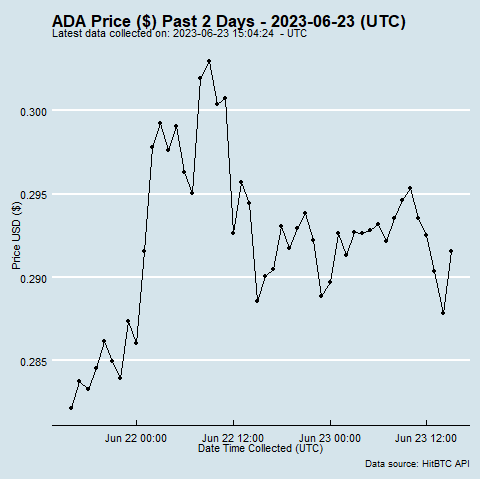 ADA Price ($) Past 2 Days - 2023-06-23 (UTC)
Latest data collected on: 2023-06-23 15:04:24 - UTC
0.300
0.295
0.290
0.285
Price USD ($)
Jun 22 00:00 Jun 22 12:00 Jun 23 00:00 Jun 23 12:00
Date Time Collected (UTC)
Data source: HitBTC API